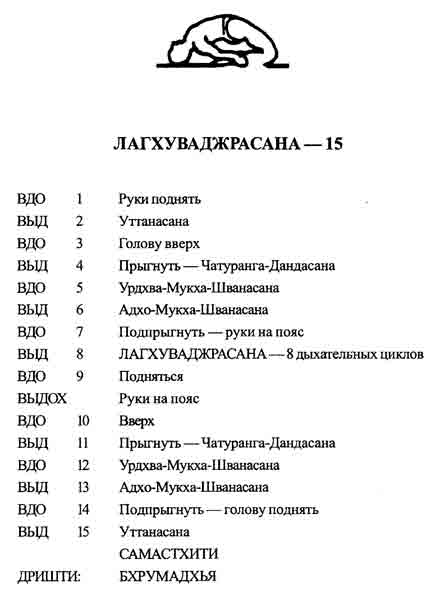 ЛАГХУВАДЖРАСАНА — 15
ВДО 1 Руки поднять
ВЫД 2 Уттанасана
ВДО 3 Голову вверх
ВЫД 4 Прыгнуть — Чатуранга-Дандасана
ВДО 5 Урдхва-Мукха-Шванасана
ВЫД 6 Адхо-Мукха-Шванасана
ВДО 7 Подпрыгнуть — руки на пояс
ВЫД 8 ЛАГХУВАДЖРАСАНА — 8 дыхательных циклов
ВДО 9 Подняться
ВЫДОХ Руки на пояс
ВДО 10 Вверх
ВЫД 11 Прыгнуть — Чатуранга-Дандасана
ВДО 12 Урдхва-Мукха-Шванасана
ВЫД 13 Адхо-Мукха-Шванасана
ВДО 14 Подпрыгнуть — голову поднять
ВЫД 15 Уттанасана
САМАСТХИТИ
ДРИШТИ: БХРУМАДХЬЯ